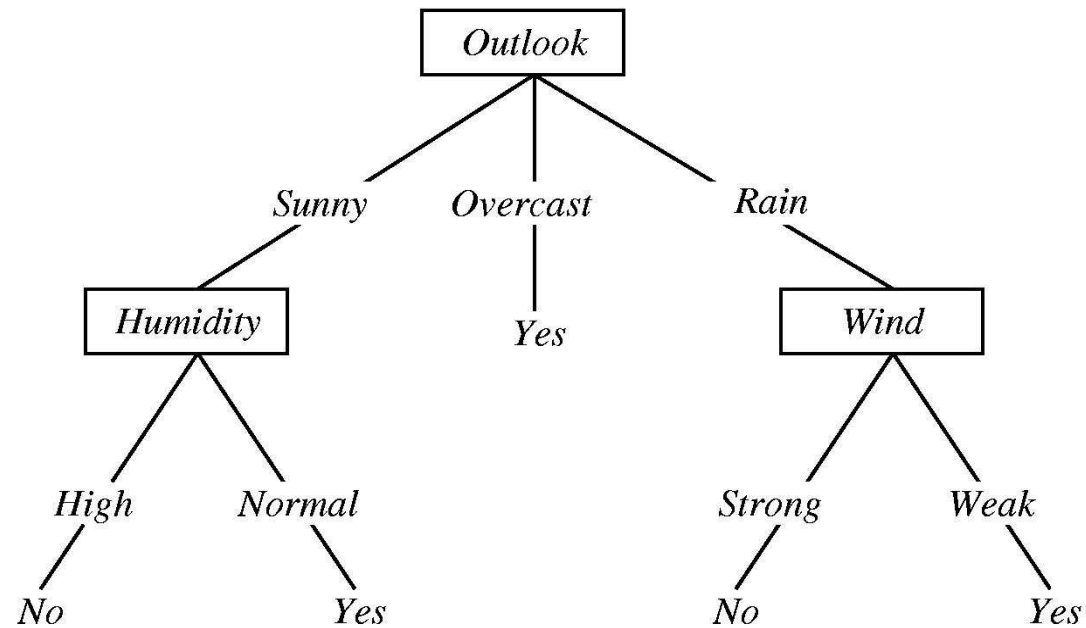 Outlook
Sunny Overcast Rain
Humidity Yes Wind
High Normal Strong Weak
No Yes No Yes